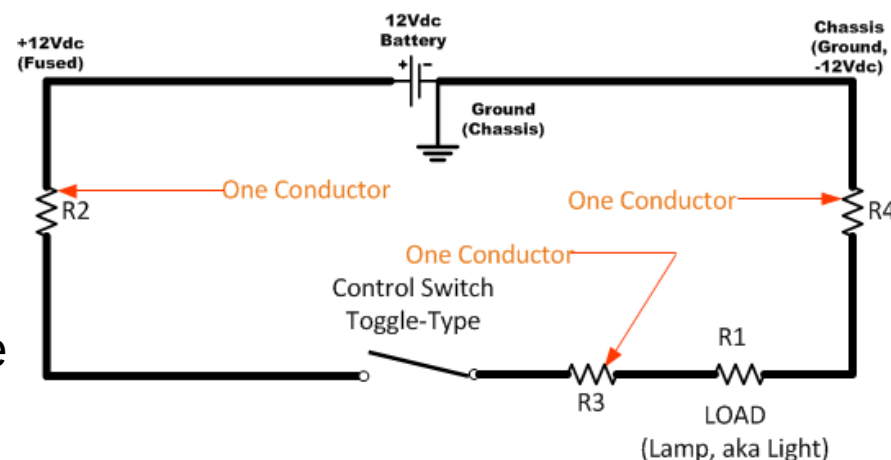 12Vdc
Battery
+12Vdc
(Fused)
Chassis
(Ground,
-12Vdc)
+ −
Ground
(Chassis)
One Conductor
R2
One Conductor
R4
One Conductor
Control Switch
Toggle-Type
e
R1
R3
LOAD
(Lamp, aka Light)